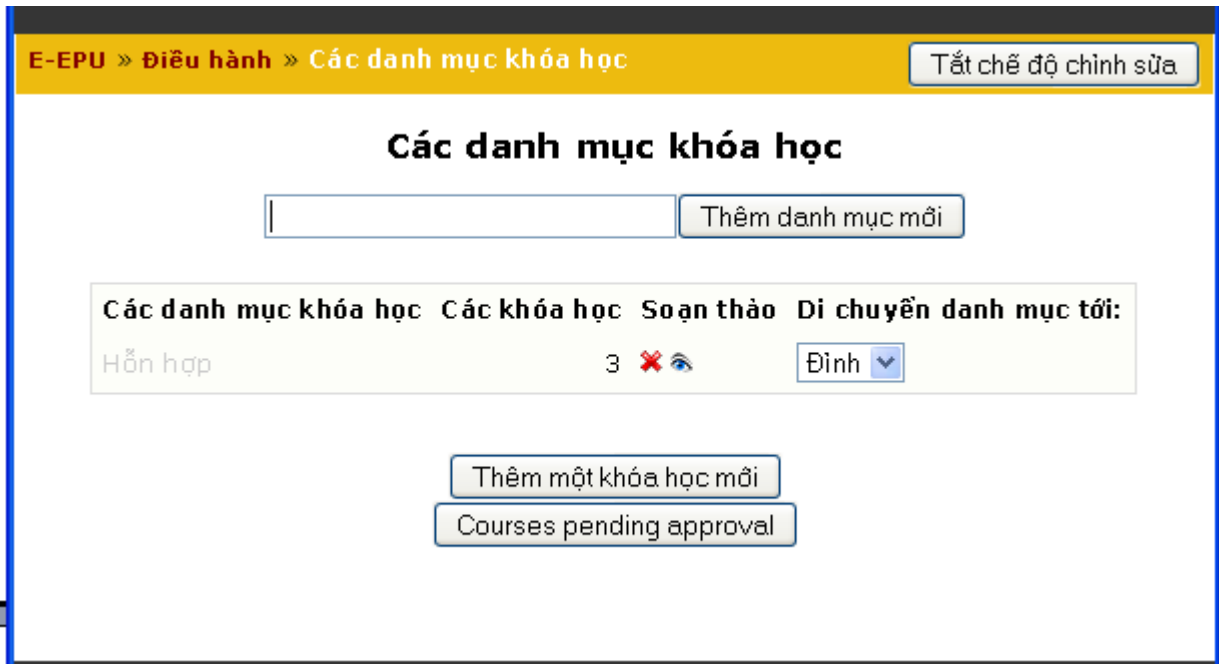 E-EPU » Điều hành » Các danh mục khóa học
Tắt chế độ chỉnh sửa
Các danh mục khóa học
Thêm danh mục mới
Các danh mục khóa học Các khóa học Soạn thảo Di chuyển danh mục tới:
Hỗn hợp 3 Đỉnh
Thêm một khóa học mới
Courses pending approval